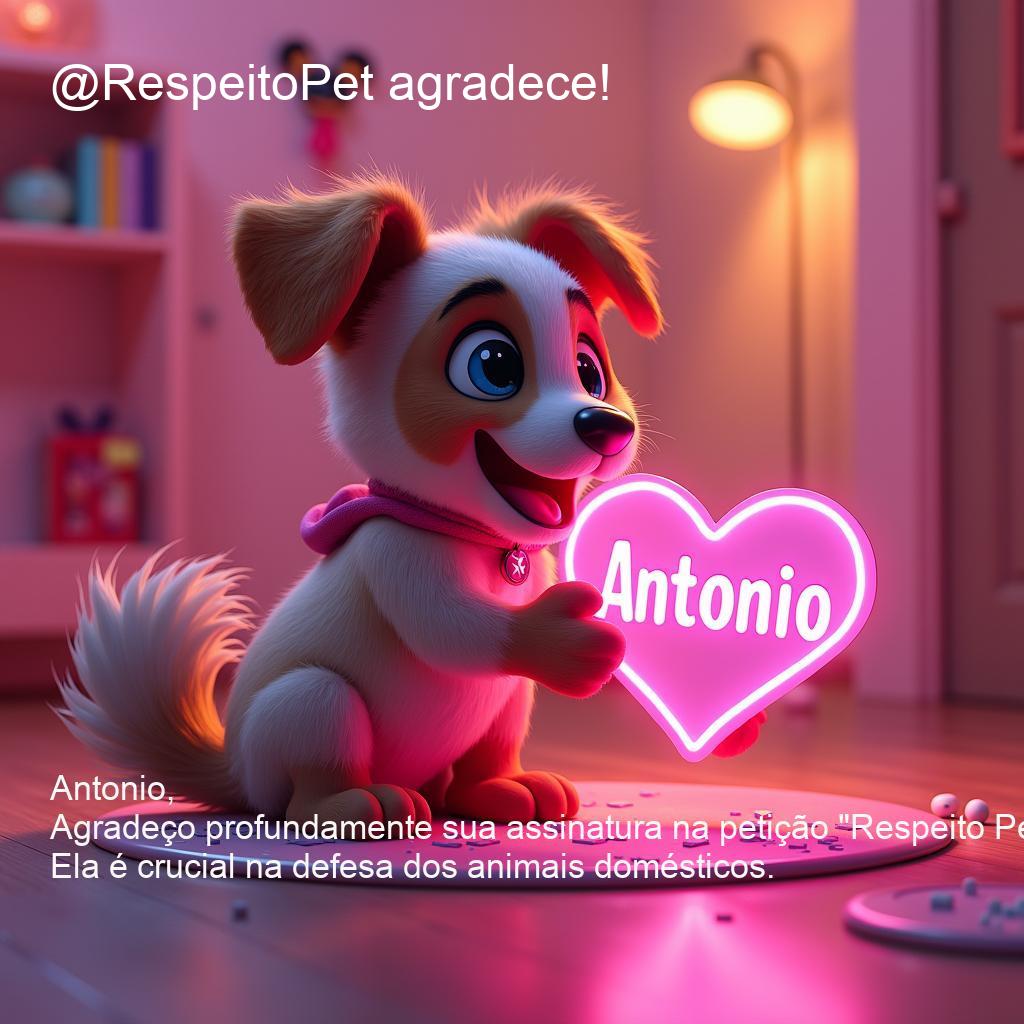 @RespeitoPet agradece!
Antonio
Antonio,
Agradeço profundamente sua assinatura na petição "Respeito Pe
Ela é crucial na defesa dos animais domésticos.